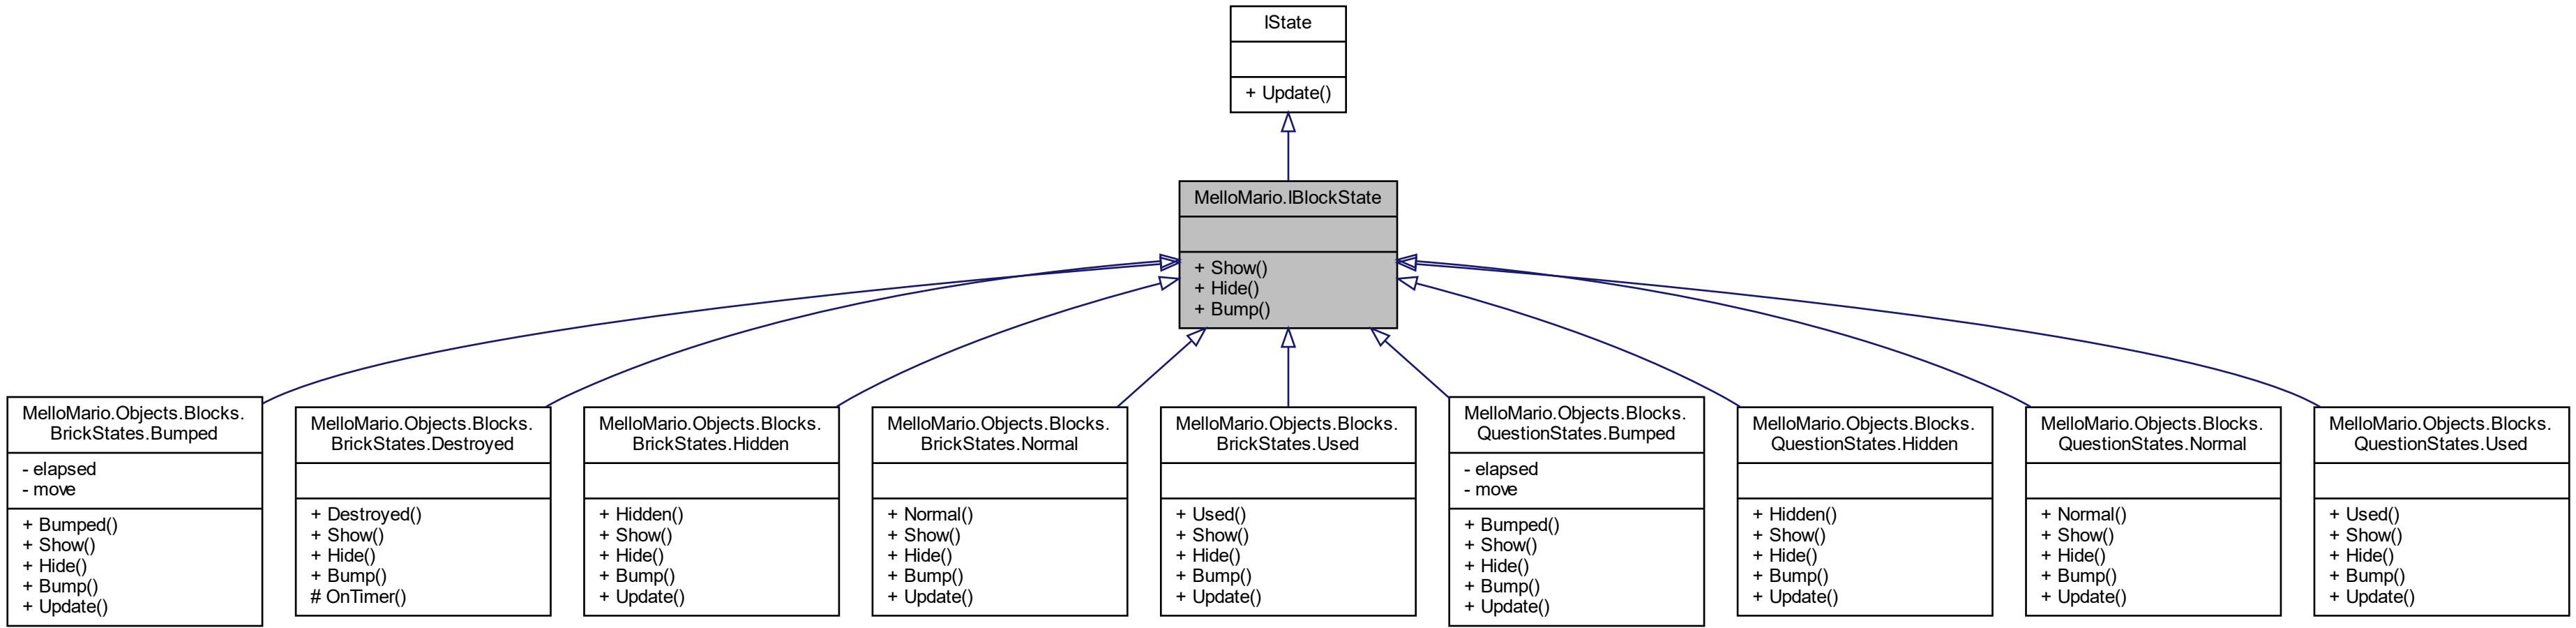 IState
+ Update()
MelloMario.IBlockState
+ Show()
+ Hide()
+ Bump()
MelloMario.Objects.Blocks.
BrickStates.Bumped
- elapsed
- move
+ Bumped()
+ Show()
+ Hide()
+ Bump()
+ Update()
MelloMario.Objects.Blocks.
BrickStates.Destroyed
+ Destroyed()
+ Show()
+ Hide()
+ Bump()
# OnTimer()
MelloMario.Objects.Blocks.
BrickStates.Hidden
+ Hidden()
+ Show()
+ Hide()
+ Bump()
+ Update()
MelloMario.Objects.Blocks.
BrickStates.Normal
+ Normal()
+ Show()
+ Hide()
+ Bump()
+ Update()
MelloMario.Objects.Blocks.
BrickStates.Used
+ Used()
+ Show()
+ Hide()
+ Bump()
+ Update()
MelloMario.Objects.Blocks.
QuestionStates.Bumped
- elapsed
- move
+ Bumped()
+ Show()
+ Hide()
+ Bump()
+ Update()
MelloMario.Objects.Blocks.
QuestionStates.Hidden
+ Hidden()
+ Show()
+ Hide()
+ Bump()
+ Update()
MelloMario.Objects.Blocks.
QuestionStates.Normal
+ Normal()
+ Show()
+ Hide()
+ Bump()
+ Update()
MelloMario.Objects.Blocks.
QuestionStates.Used
+ Used()
+ Show()
+ Hide()
+ Bump()
+ Update()